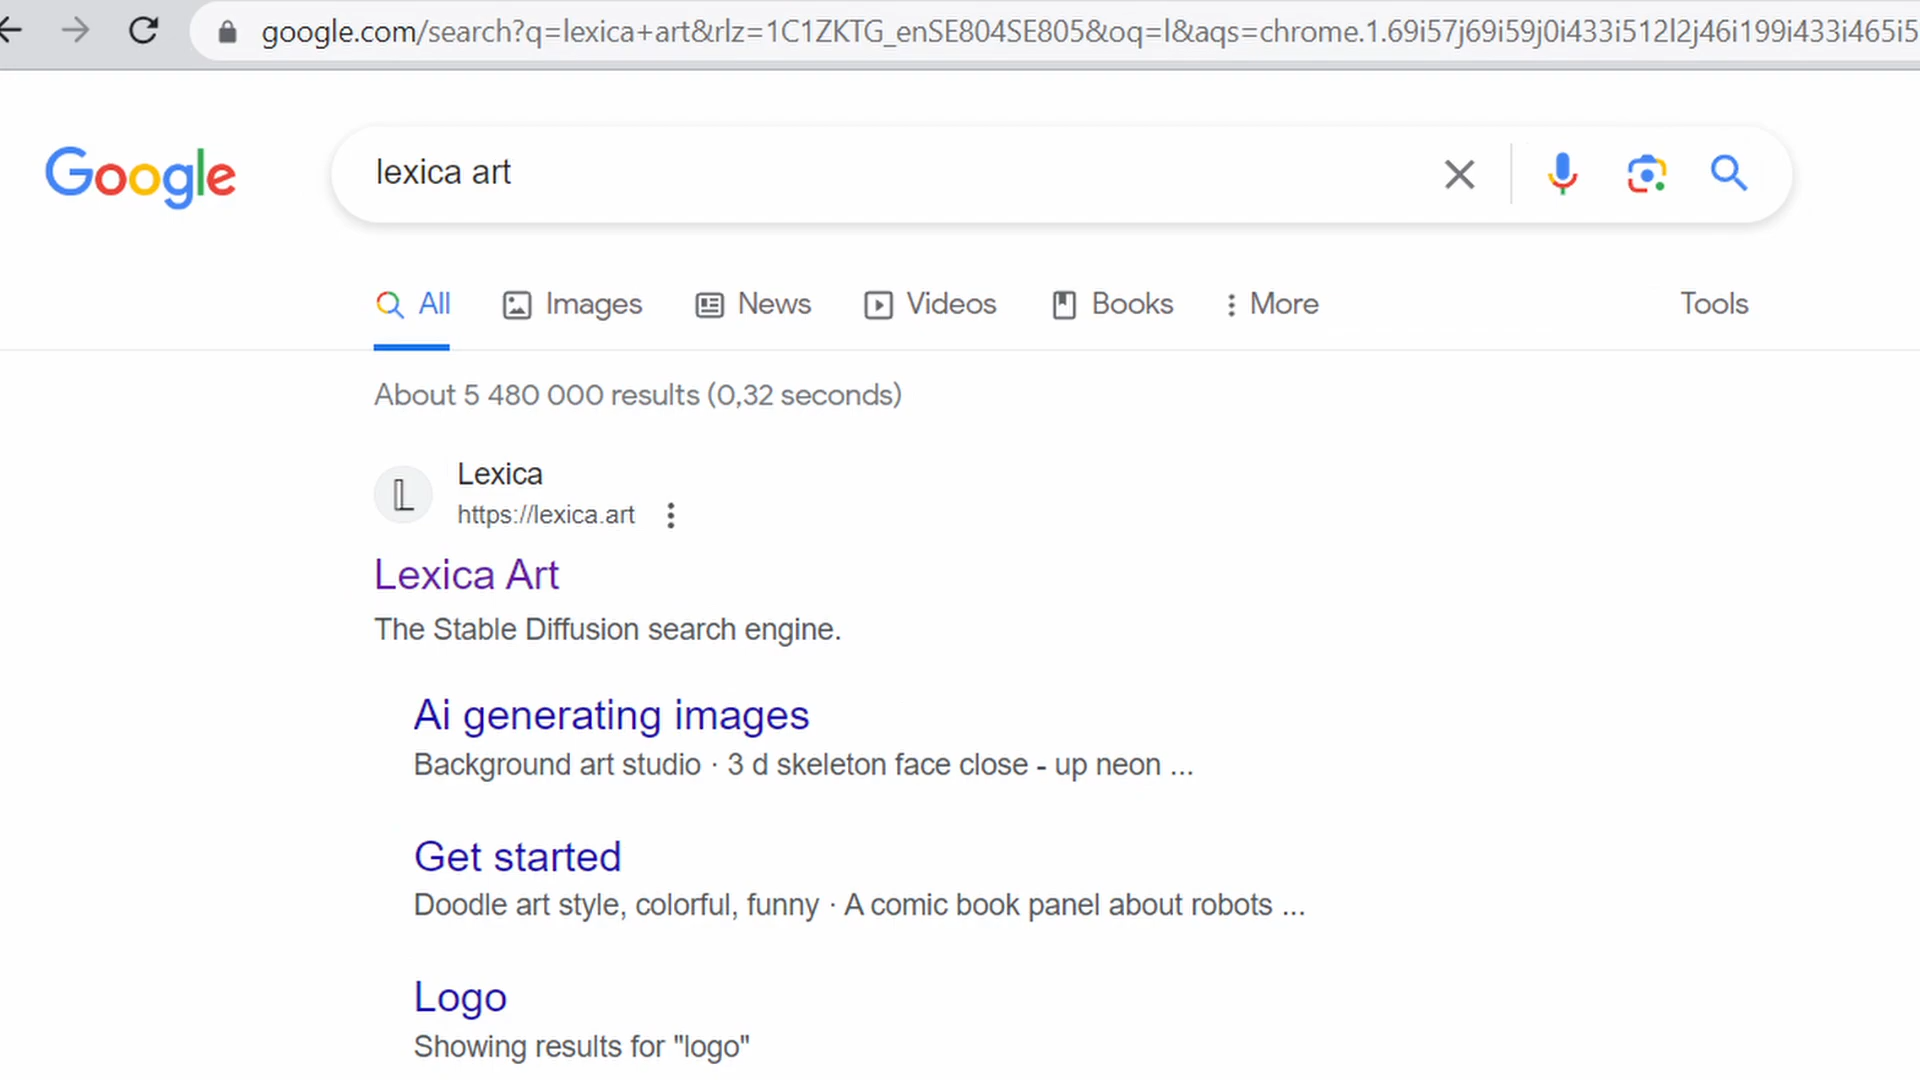 google.com/search?q=lexica+art&rlz=1C1ZKTG_enSE804SE805&oq=l&aqs=chrome.1.69i57j69i59j0i433i512l2j46i199i433i465i5
Google
lexica art
All Images News Videos Books More Tools
About 5 480 000 results (0,32 seconds)
L
Lexica
https://lexica.art
Lexica Art
The Stable Diffusion search engine.
Ai generating images
Background art studio · 3 d skeleton face close - up neon ...
Get started
Doodle art style, colorful, funny · A comic book panel about robots ...
Logo
Showing results for "logo"